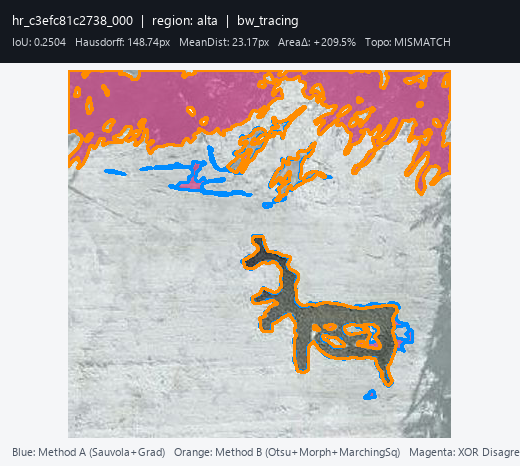 hr_c3efc81c2738_000 | region: alta | bw_tracing
IoU: 0.2504 Hausdorff: 148.74px MeanDist: 23.17px AreaΔ: +209.5% Topo: MISMATCH
Blue: Method A (Sauvola+Grad) Orange: Method B (Otsu+Morph+MarchingSq) Magenta: XOR Disagre